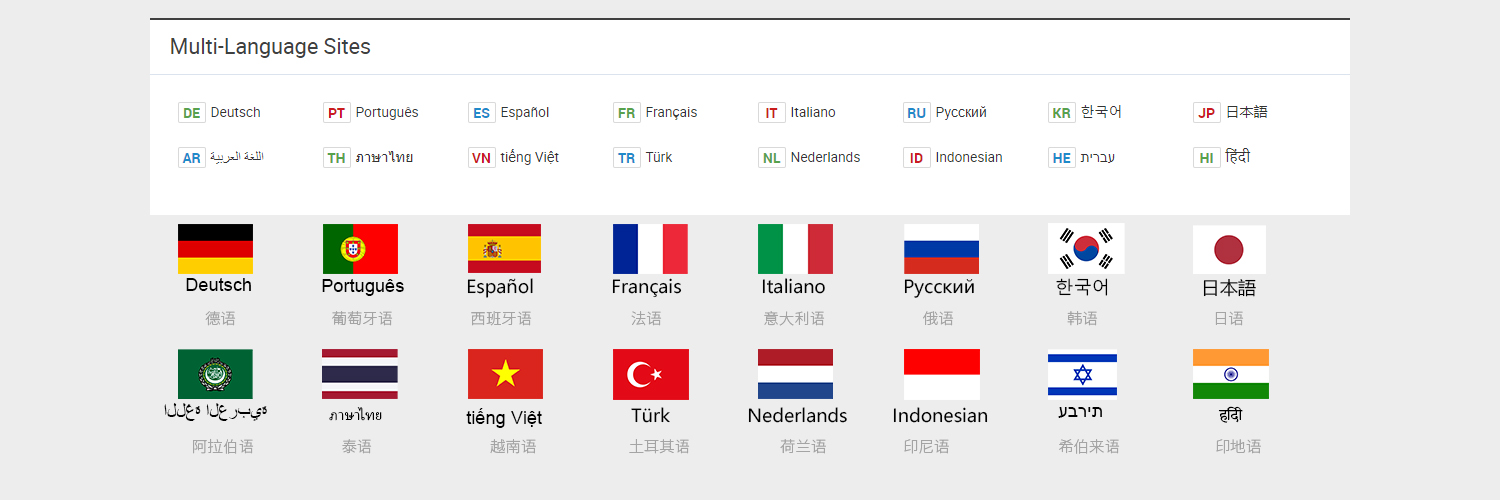 Multi-Language Sites
DE Deutsch PT Português ES Español FR Français IT Italiano RU Русский KR 한국어 JP 日本語
AR اللغة العربية TH ภาษาไทย VN tiếng Việt TR Türk NL Nederlands ID Indonesian HE עברית HI हिंदी
Deutsch Português Español Français Italiano Русский 한국어 日本語
德语 葡萄牙语 西班牙语 法语 意大利语 俄语 韩语 日语
اللغه العربيه ภาษาไทย tiếng Việt Türk Nederlands Indonesian תירבע हिंदी
阿拉伯语 泰语 越南语 土耳其语 荷兰语 印尼语 希伯来语 印地语